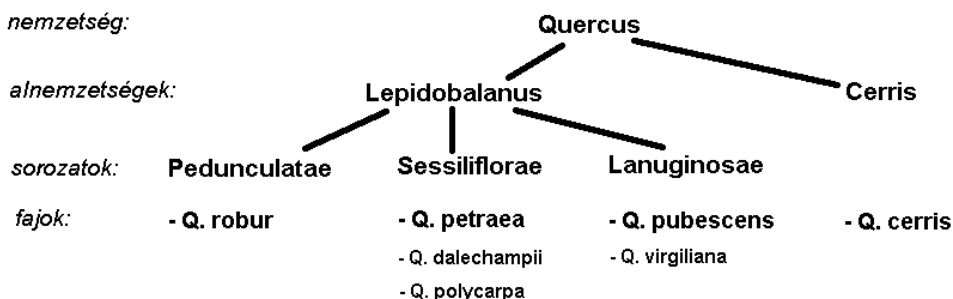 nemzetség: Quercus
alnemzetségek: Lepidobalanus Cerris
sorozatok: Pedunculatae Sessiliflorae Lanuginosae
fajok: - Q. robur - Q. petraea - Q. pubescens - Q. cerris
- Q. dalechampii - Q. virgiliana
- Q. polycarpa